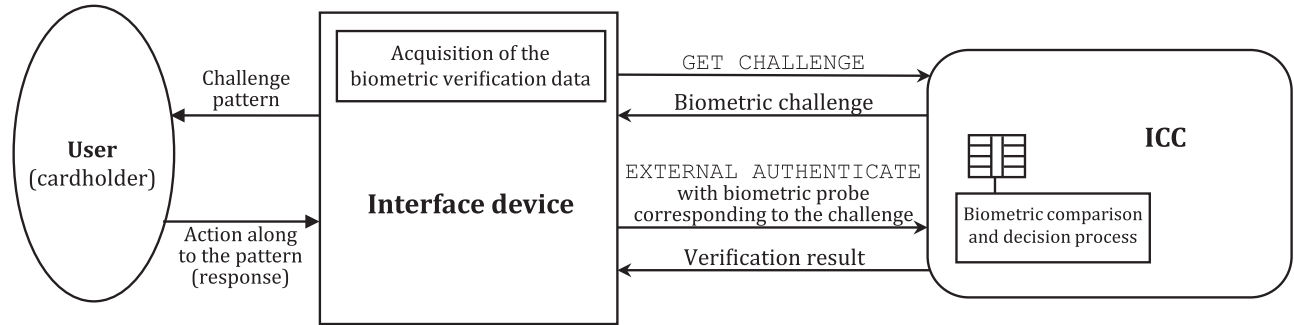 Challenge
pattern
User
(cardholder)
Action along
to the pattern
(response)
Acquisition of the
biometric verification data
Interface device
GET CHALLENGE
Biometric challenge
EXTERNAL AUTHENTICATE
with biometric probe
corresponding to the challenge
Verification result
ICC
Biometric comparison
and decision process